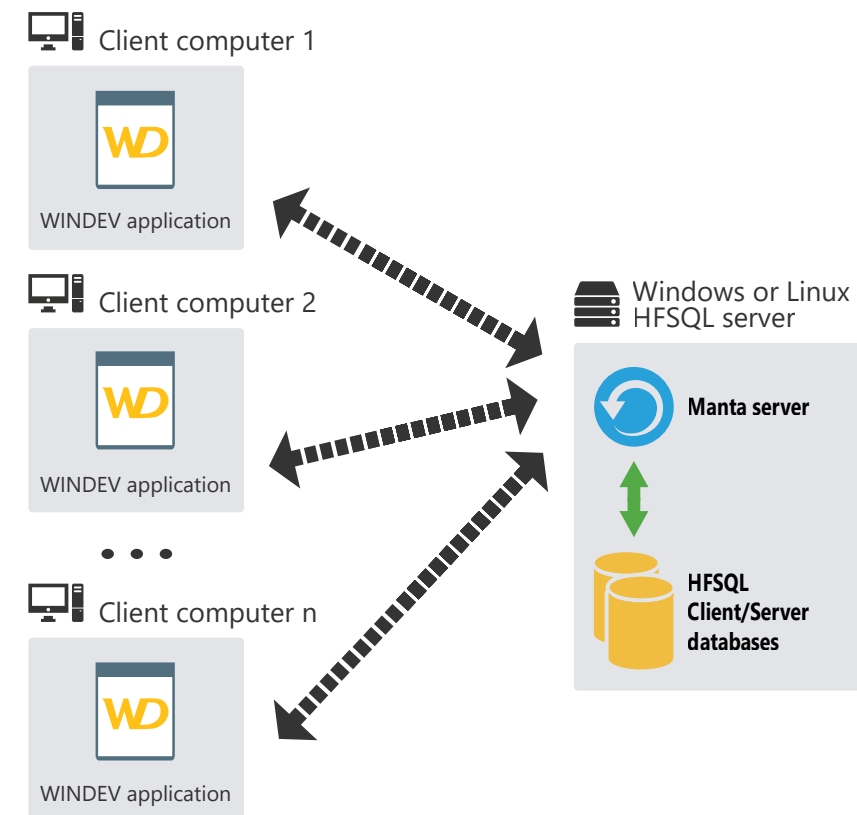 Client computer 1
WD
WINDEV application
Client computer 2
WD
WINDEV application
• • •
Client computer n
WD
WINDEV application
Windows or Linux
HFSQL server
Manta server
HFSQL
Client/Server
databases